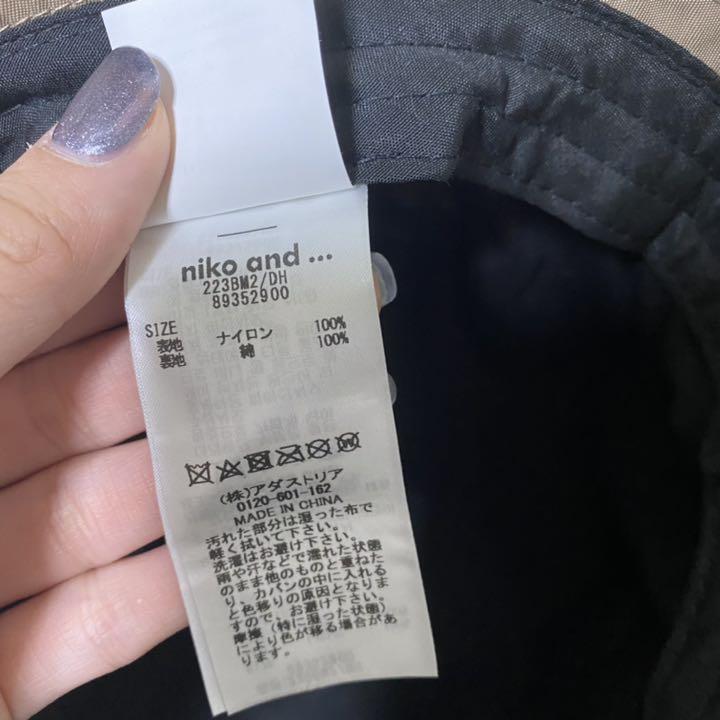 niko and ...
223BM2/DH
89352900
SIZE
表地 ナイロン 100%
裏地 綿 100%
(株)アダストリア
0120-601-162
MADE IN CHINA
汚れた部分は湿った布で
軽く拭いて下さい。
洗濯はお避け下さい。
雨や汗などで濡れた状態
のまま他のものと重ねた
り、カバンの中に入れる
と色移りの原因となりま
すので、お避け下さい。
摩擦(特に湿った状態)
により色が移る場合があ
ります。